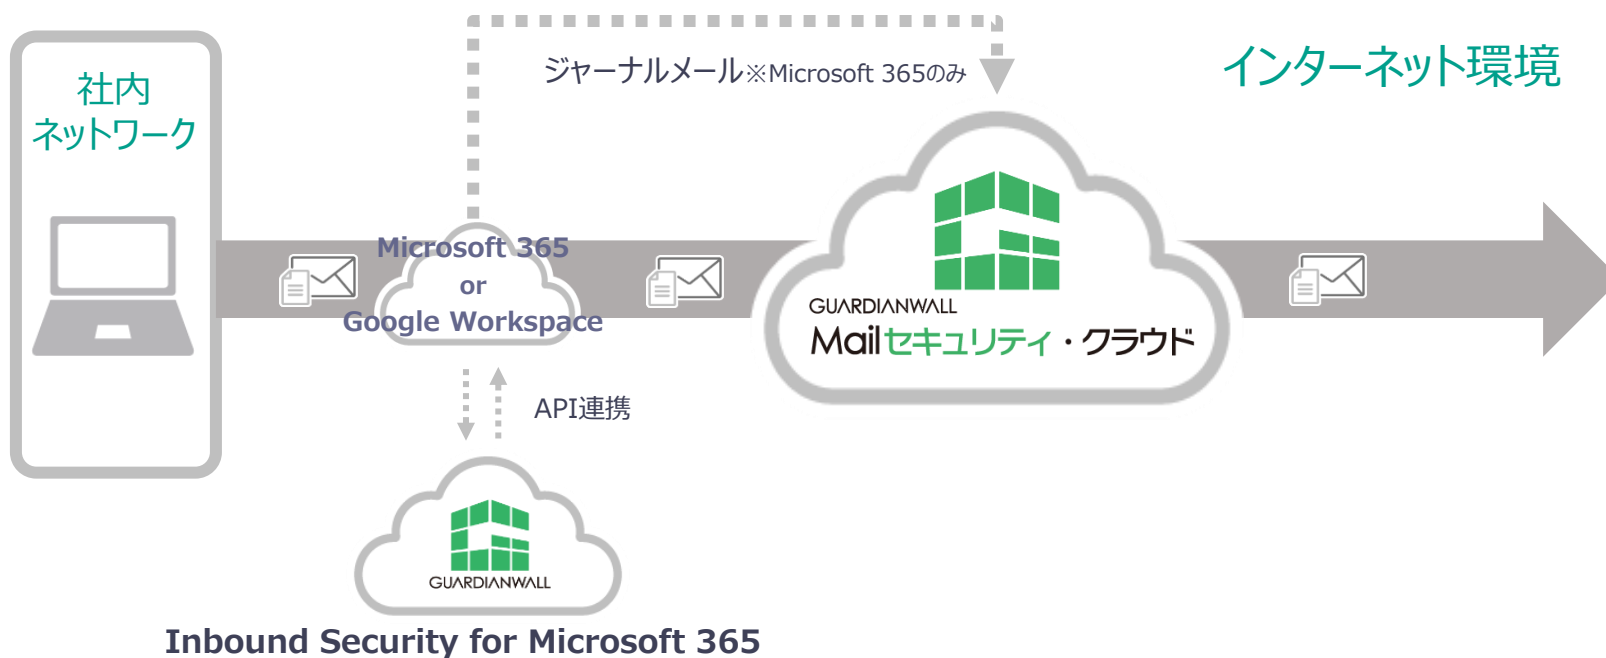 社内
ネットワーク
ジャーナルメール※Microsoft 365のみ
インターネット環境
Microsoft 365
or
Google Workspace
GUARDIANWALL
Mailセキュリティ・クラウド
API連携
GUARDIANWALL
Inbound Security for Microsoft 365